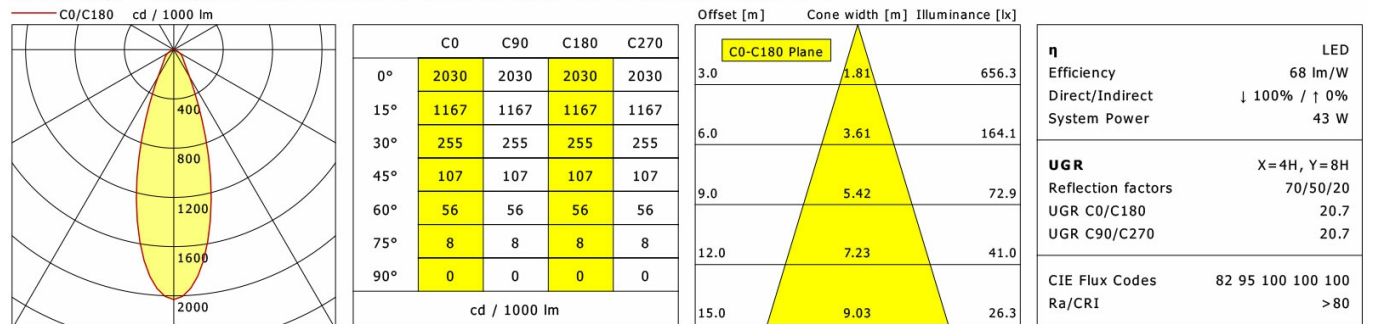 C0/C180 cd / 1000 lm
400
800
1200
1600
2000
C0 C90 C180 C270
0° 2030 2030 2030 2030
15° 1167 1167 1167 1167
30° 255 255 255 255
45° 107 107 107 107
60° 56 56 56 56
75° 8 8 8 8
90° 0 0 0 0
cd / 1000 lm
Offset [m] Cone width [m] Illuminance [lx]
C0-C180 Plane
3.0 1.81 656.3
6.0 3.61 164.1
9.0 5.42 72.9
12.0 7.23 41.0
15.0 9.03 26.3
η LED
Efficiency 68 lm/W
Direct/Indirect ↓ 100% / ↑ 0%
System Power 43 W
UGR X=4H, Y=8H
Reflection factors 70/50/20
UGR C0/C180 20.7
UGR C90/C270 20.7
CIE Flux Codes 82 95 100 100 100
Ra/CRI >80